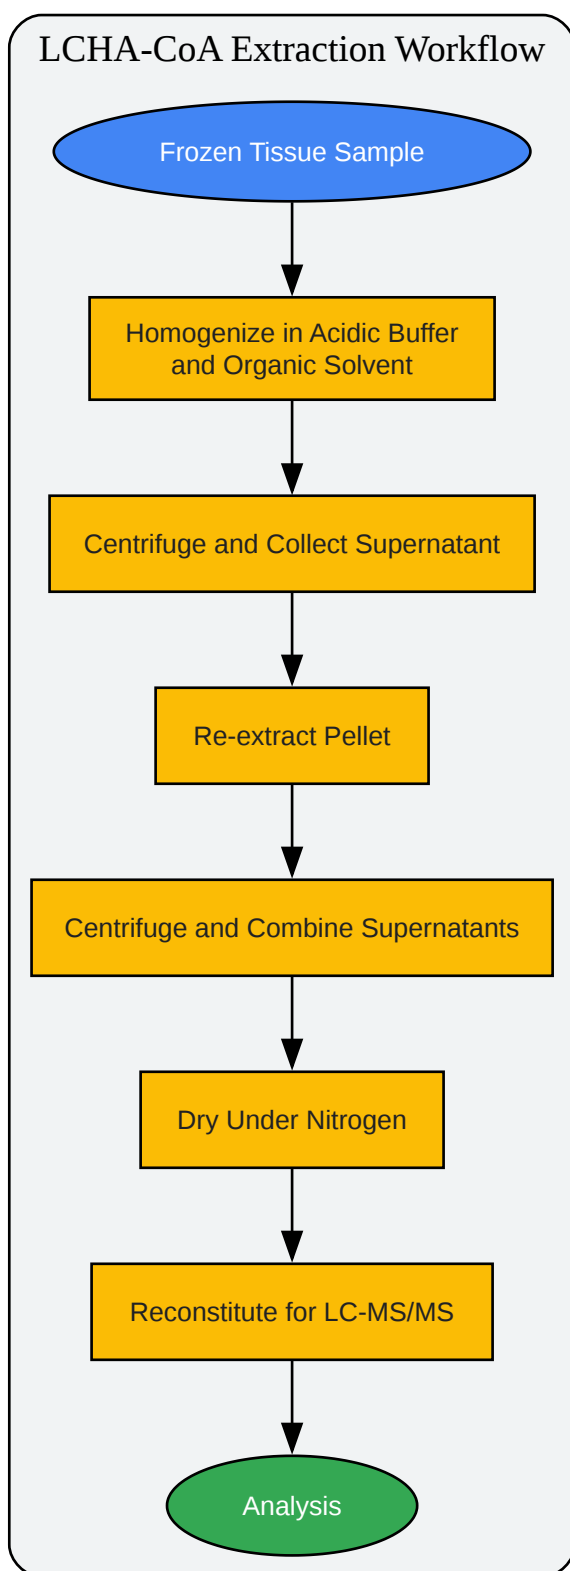 LCHA-CoA Extraction Workflow
Frozen Tissue Sample
Homogenize in Acidic Buffer
and Organic Solvent
Centrifuge and Collect Supernatant
Re-extract Pellet
Centrifuge and Combine Supernatants
Dry Under Nitrogen
Reconstitute for LC-MS/MS
Analysis